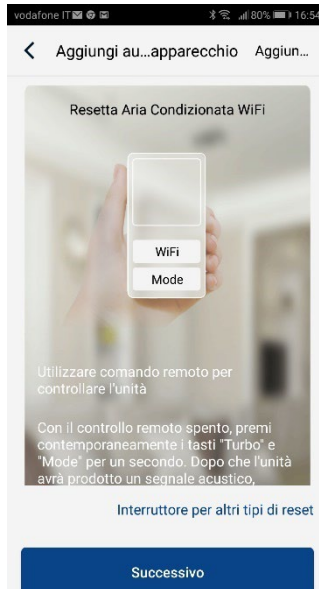 vodafone IT 80% 16:54
Aggiungi au...apparecchio Aggiun...
Resetta Aria Condizionata WiFi
WiFi
Mode
Utilizzare comando remoto per
controllare l'unità
Con il controllo remoto spento, premi
contemporaneamente i tasti "Turbo" e
"Mode" per un secondo. Dopo che l'unità
avrà prodotto un segnale acustico,
Interruttore per altri tipi di reset
Successivo